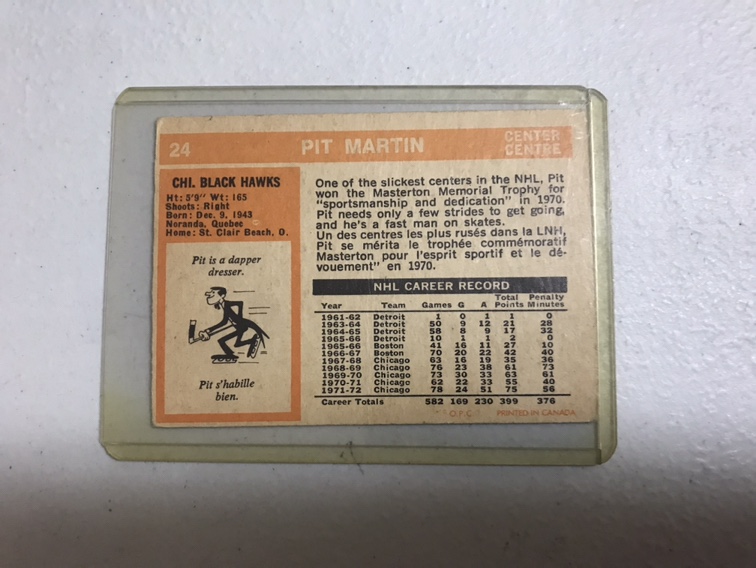 24
PIT MARTIN
CENTER
CENTRE
CHI. BLACK HAWKS
Ht: 5'9" Wt: 165
Shoots: Right
Born: Dec. 9, 1943
Noranda, Quebec
Home: St. Clair Beach, O.
Pit is a dapper
dresser.
Pit s'habille
bien.
One of the slickest centers in the NHL, Pit
won the Masterton Memorial Trophy for
"sportsmanship and dedication" in 1970.
Pit needs only a few strides to get going,
and he's a fast man on skates.
Un des centres les plus rusés dans la LNH,
Pit se mérita le trophée commémoratif
Masterton pour l'esprit sportif et le dé-
vouement" en 1970.
NHL CAREER RECORD
Year Team Games G A Total Points Penalty Minutes
1961-62 Detroit 1 0 1 1 0
1963-64 Detroit 50 9 12 21 28
1964-65 Detroit 58 8 9 17 32
1965-66 Detroit 10 1 1 2 0
1965-66 Boston 41 16 11 27 10
1966-67 Boston 70 20 22 42 40
1967-68 Chicago 63 16 19 35 36
1968-69 Chicago 76 23 38 61 73
1969-70 Chicago 73 30 33 63 61
1970-71 Chicago 62 22 33 55 40
1971-72 Chicago 78 24 51 75 56
Career Totals 582 169 230 399 376
O.P.C. PRINTED IN CANADA